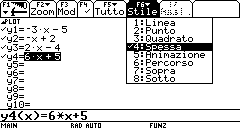 F1 F2 F3 F5 F6 F7
Zoom Mod Tutto Stile
PLOT
✓y1=-3·x-5
✓y2=x+2
✓y3=2·x-4
✓y4=6·x+5
y5=
y6=
y7=
y8=
y9=
y10=
1:Linea
2:Punto
3:Quadrato
✓4:Spessa
5:Animazione
6:Percorso
7:Sopra
8:Sotto
y4(x)=6*x+5
MAIN RAD AUTO FUNZ